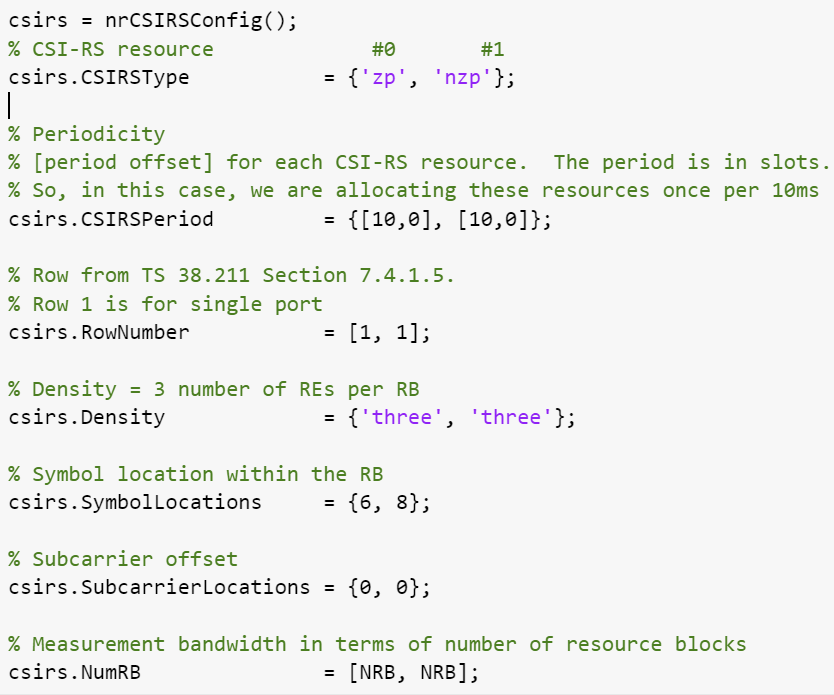 csirs = nrCSIRSConfig();
% CSI-RS resource             #0       #1
csirs.CSIRSType           = {'zp', 'nzp'};
% Periodicity
% [period offset] for each CSI-RS resource.  The period is in slots.
% So, in this case, we are allocating these resources once per 10ms
csirs.CSIRSPeriod         = {[10,0], [10,0]};
% Row from TS 38.211 Section 7.4.1.5.
% Row 1 is for single port
csirs.RowNumber           = [1, 1];
% Density = 3 number of REs per RB
csirs.Density             = {'three', 'three'};
% Symbol location within the RB
csirs.SymbolLocations     = {6, 8};
% Subcarrier offset
csirs.SubcarrierLocations = {0, 0};
% Measurement bandwidth in terms of number of resource blocks
csirs.NumRB               = [NRB, NRB];